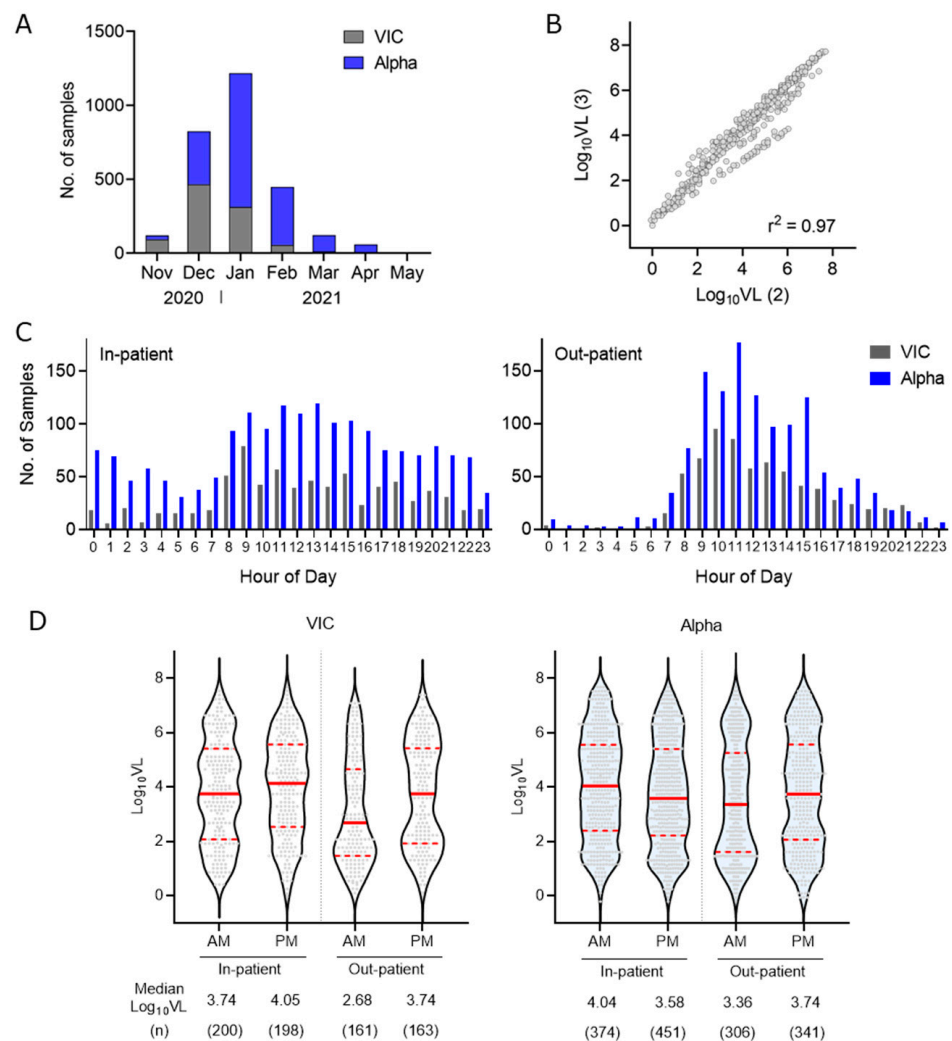 A
No. of samples
1500
1000
500
0
VIC
Alpha
Nov Dec Jan Feb Mar Apr May
2020 | 2021
B
Log₁₀VL (3)
8
6
4
2
0
r² = 0.97
0 2 4 6 8
Log₁₀VL (2)
C
In-patient
No. of Samples
150
100
50
0
0 1 2 3 4 5 6 7 8 9 10 11 12 13 14 15 16 17 18 19 20 21 22 23
Hour of Day
Out-patient
VIC
Alpha
150
100
50
0
0 1 2 3 4 5 6 7 8 9 10 11 12 13 14 15 16 17 18 19 20 21 22 23
Hour of Day
D
VIC
Log₁₀VL
8
6
4
2
0
AM PM AM PM
In-patient Out-patient
Median
Log₁₀VL
3.74 4.05 2.68 3.74
(n) (200) (198) (161) (163)
Alpha
Log₁₀VL
8
6
4
2
0
AM PM AM PM
In-patient Out-patient
4.04 3.58 3.36 3.74
(374) (451) (306) (341)